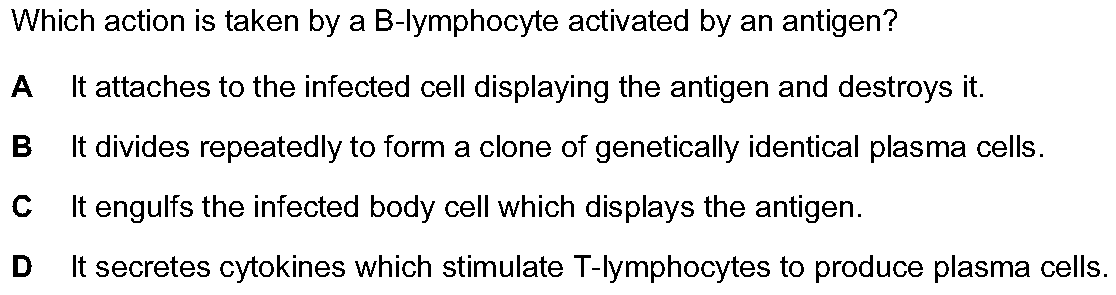 Which action is taken by a B-lymphocyte activated by an antigen?
A It attaches to the infected cell displaying the antigen and destroys it.
B It divides repeatedly to form a clone of genetically identical plasma cells.
C It engulfs the infected body cell which displays the antigen.
D It secretes cytokines which stimulate T-lymphocytes to produce plasma cells.